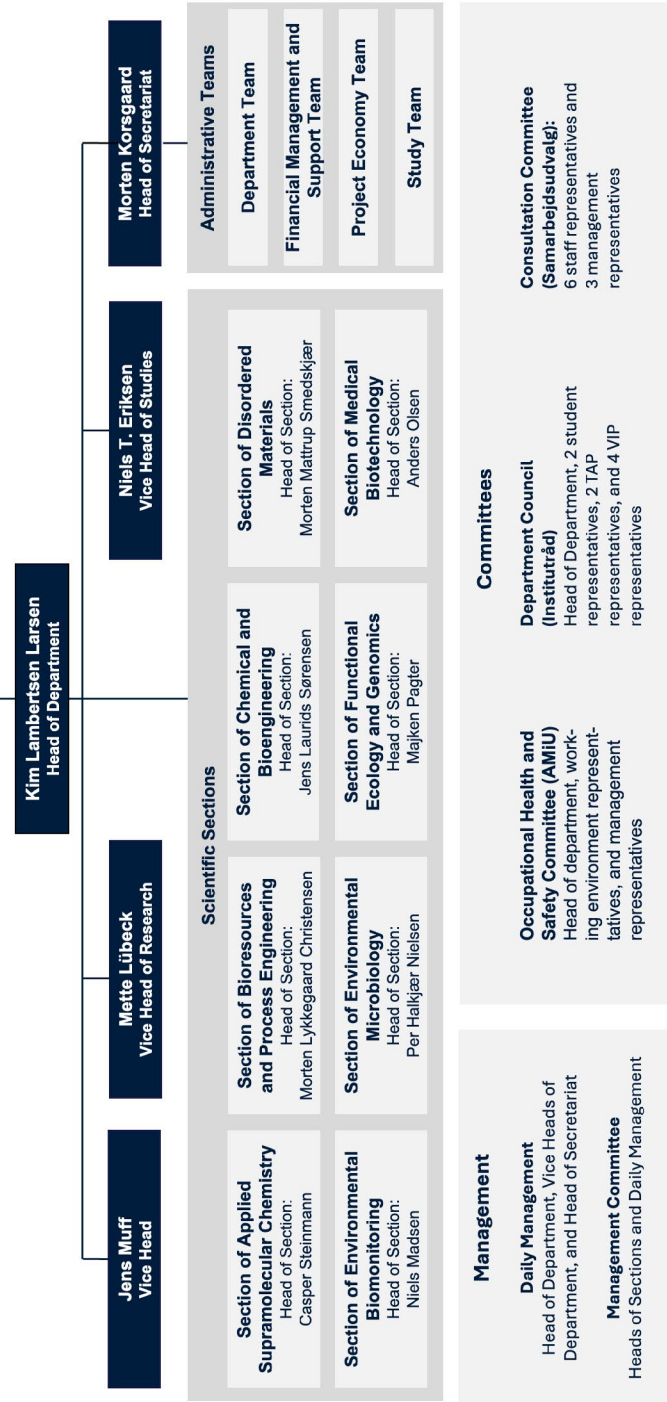 Kim Lambertsen Larsen
Head of Department
Jens Muff
Vice Head
Mette Lübeck
Vice Head of Research
Niels T. Eriksen
Vice Head of Studies
Morten Korsgaard
Head of Secretariat
Scientific Sections
Section of Applied
Supramolecular Chemistry
Head of Section:
Casper Steinmann
Section of Bioresources
and Process Engineering
Head of Section:
Morten Lykkegaard Christensen
Section of Chemical and
Bioengineering
Head of Section:
Jens Laurids Sørensen
Section of Disordered
Materials
Head of Section:
Morten Mattrup Smedskjær
Section of Environmental
Biomonitoring
Head of Section:
Niels Madsen
Section of Environmental
Microbiology
Head of Section:
Per Halkjær Nielsen
Section of Functional
Ecology and Genomics
Head of Section:
Majken Pagter
Section of Medical
Biotechnology
Head of Section:
Anders Olsen
Administrative Teams
Department Team
Financial Management and
Support Team
Project Economy Team
Study Team
Management
Daily Management
Head of Department, Vice Heads of
Department, and Head of Secretariat
Management Committee
Heads of Sections and Daily Management
Committees
Occupational Health and
Safety Committee (AMiU)
Head of department, work-
ing environment represent-
tatives, and management
representatives
Department Council
(Institutråd)
Head of Department, 2 student
representatives, 2 TAP
representatives, and 4 VIP
representatives
Consultation Committee
(Samarbejdsudvalg):
6 staff representatives and
3 management
representatives